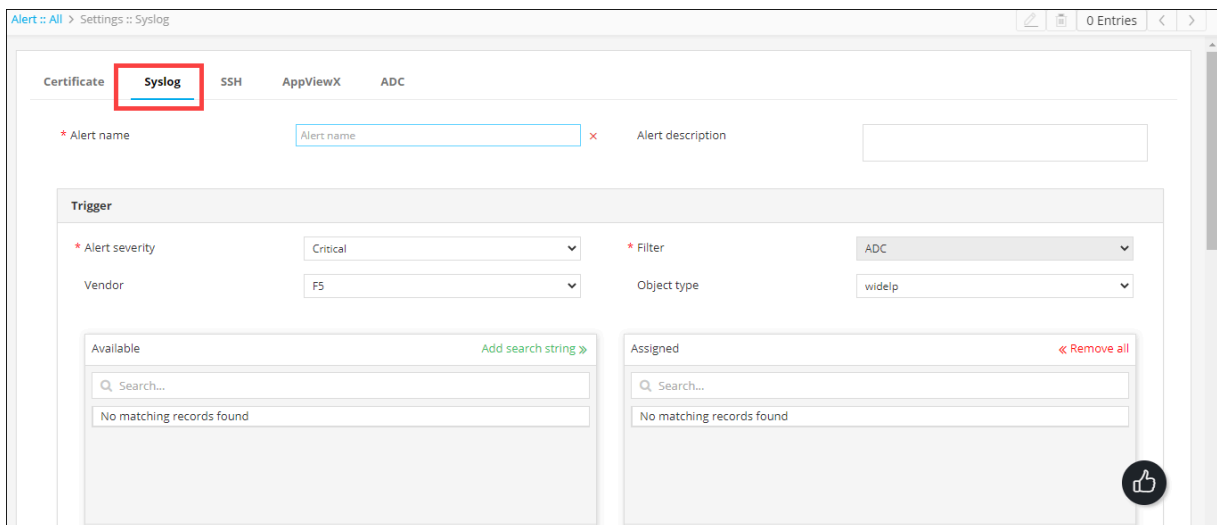 Alert :: All > Settings :: Syslog 0 Entries < >
Certificate Syslog SSH AppViewX ADC
* Alert name Alert name × Alert description
Trigger
* Alert severity Critical * Filter ADC
Vendor F5 Object type wideIp
Available Add search string » Assigned « Remove all
Search... Search...
No matching records found No matching records found